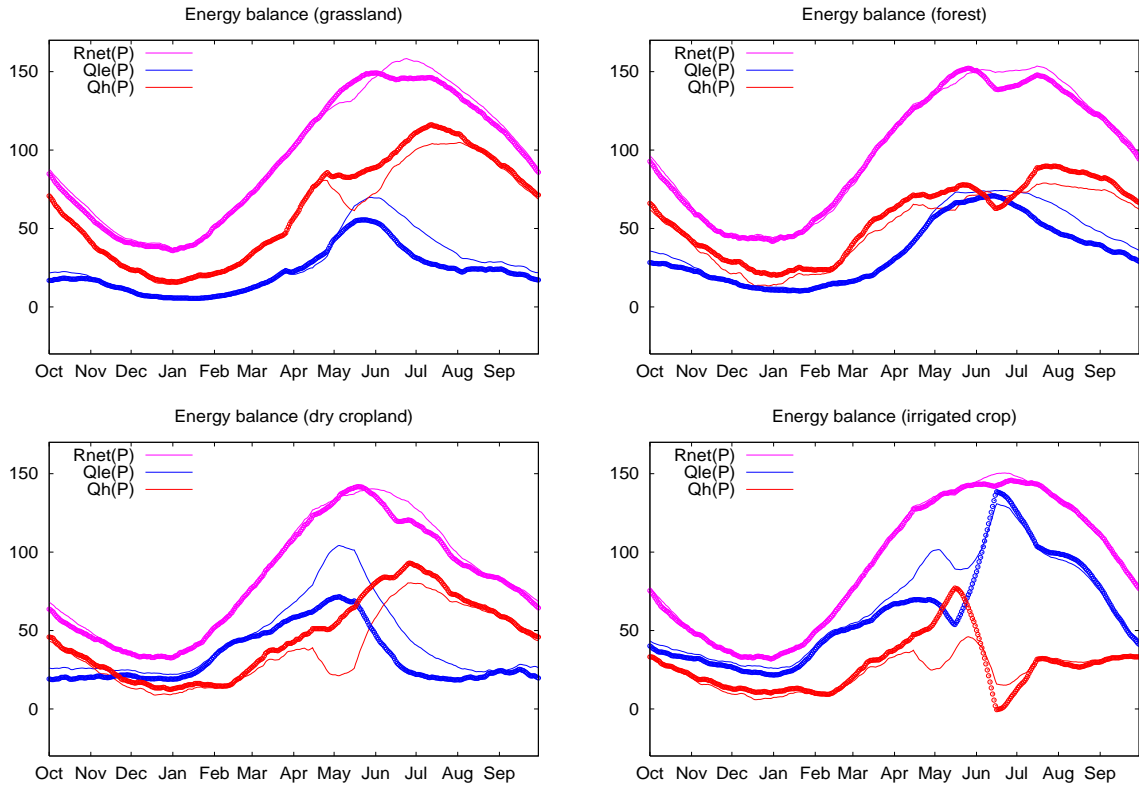 Energy balance (grassland)
Rnet(P)
Qle(P)
Qh(P)
150
100
50
0
Oct Nov Dec Jan Feb Mar Apr May Jun Jul Aug Sep
Energy balance (forest)
Rnet(P)
Qle(P)
Qh(P)
150
100
50
0
Oct Nov Dec Jan Feb Mar Apr May Jun Jul Aug Sep
Energy balance (dry cropland)
Rnet(P)
Qle(P)
Qh(P)
150
100
50
0
Oct Nov Dec Jan Feb Mar Apr May Jun Jul Aug Sep
Energy balance (irrigated crop)
Rnet(P)
Qle(P)
Qh(P)
150
100
50
0
Oct Nov Dec Jan Feb Mar Apr May Jun Jul Aug Sep